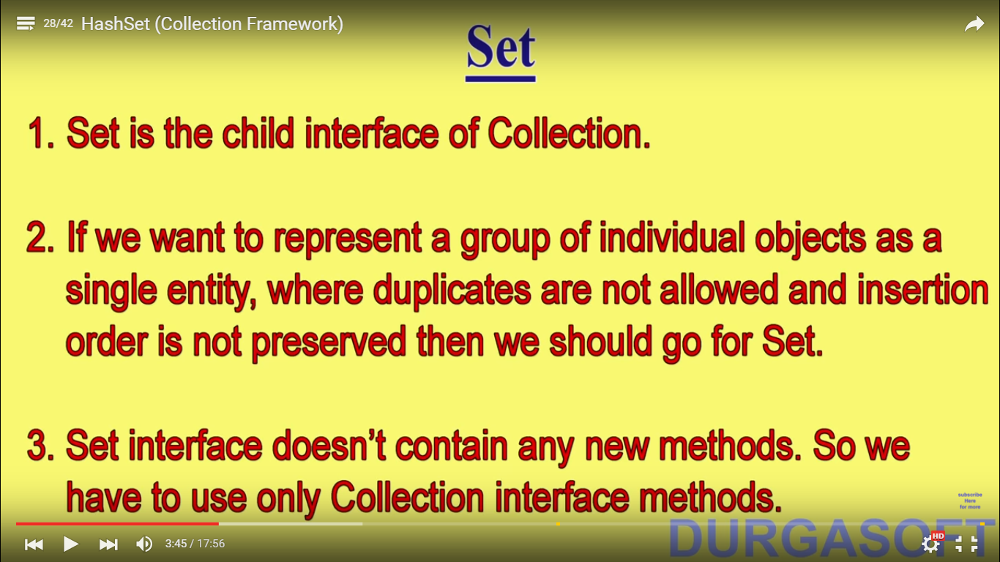 28/42 HashSet (Collection Framework)
Set
1. Set is the child interface of Collection.
2. If we want to represent a group of individual objects as a
single entity, where duplicates are not allowed and insertion
order is not preserved then we should go for Set.
3. Set interface doesn't contain any new methods. So we
have to use only Collection interface methods.
subscribe
Here
for more
DURGASOFT
3:45 / 17:56
HD